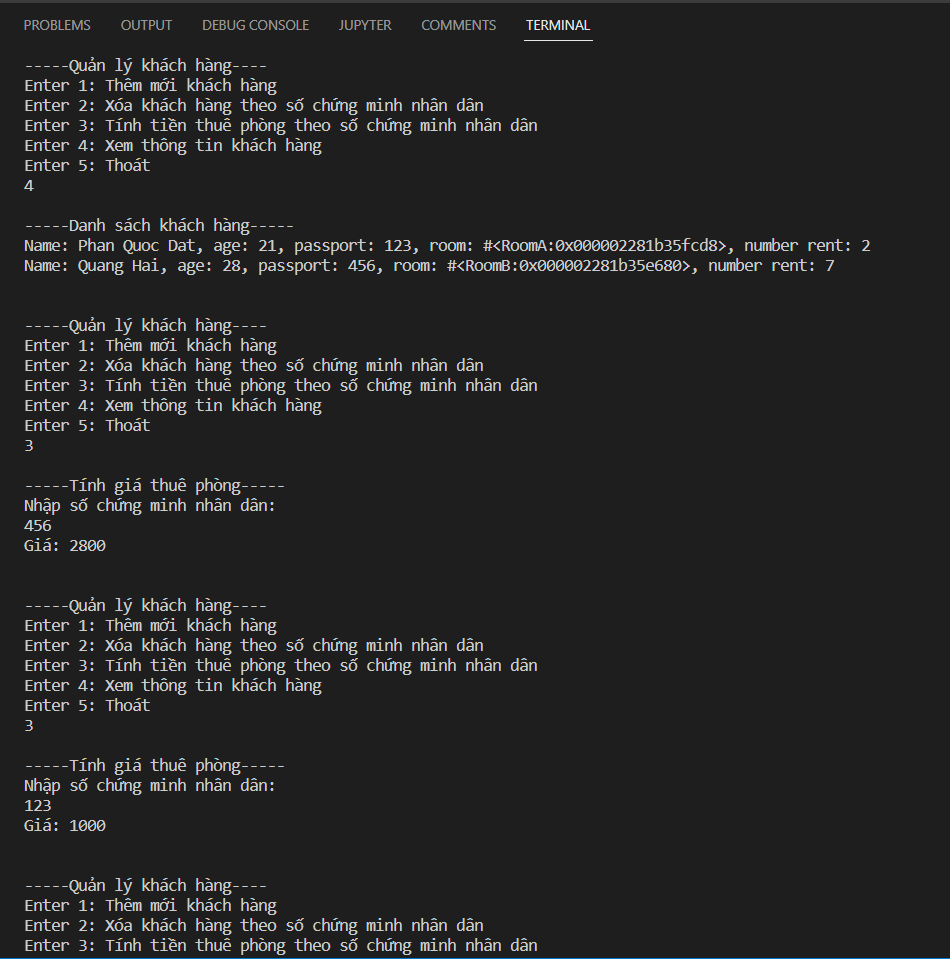 PROBLEMS OUTPUT DEBUG CONSOLE JUPYTER COMMENTS TERMINAL
-----Quản lý khách hàng----
Enter 1: Thêm mới khách hàng
Enter 2: Xóa khách hàng theo số chứng minh nhân dân
Enter 3: Tính tiền thuê phòng theo số chứng minh nhân dân
Enter 4: Xem thông tin khách hàng
Enter 5: Thoát
4
-----Danh sách khách hàng-----
Name: Phan Quoc Dat, age: 21, passport: 123, room: #<RoomA:0x000002281b35fcd8>, number rent: 2
Name: Quang Hai, age: 28, passport: 456, room: #<RoomB:0x000002281b35e680>, number rent: 7
-----Quản lý khách hàng----
Enter 1: Thêm mới khách hàng
Enter 2: Xóa khách hàng theo số chứng minh nhân dân
Enter 3: Tính tiền thuê phòng theo số chứng minh nhân dân
Enter 4: Xem thông tin khách hàng
Enter 5: Thoát
3
-----Tính giá thuê phòng-----
Nhập số chứng minh nhân dân:
456
Giá: 2800
-----Quản lý khách hàng----
Enter 1: Thêm mới khách hàng
Enter 2: Xóa khách hàng theo số chứng minh nhân dân
Enter 3: Tính tiền thuê phòng theo số chứng minh nhân dân
Enter 4: Xem thông tin khách hàng
Enter 5: Thoát
3
-----Tính giá thuê phòng-----
Nhập số chứng minh nhân dân:
123
Giá: 1000
-----Quản lý khách hàng----
Enter 1: Thêm mới khách hàng
Enter 2: Xóa khách hàng theo số chứng minh nhân dân
Enter 3: Tính tiền thuê phòng theo số chứng minh nhân dân